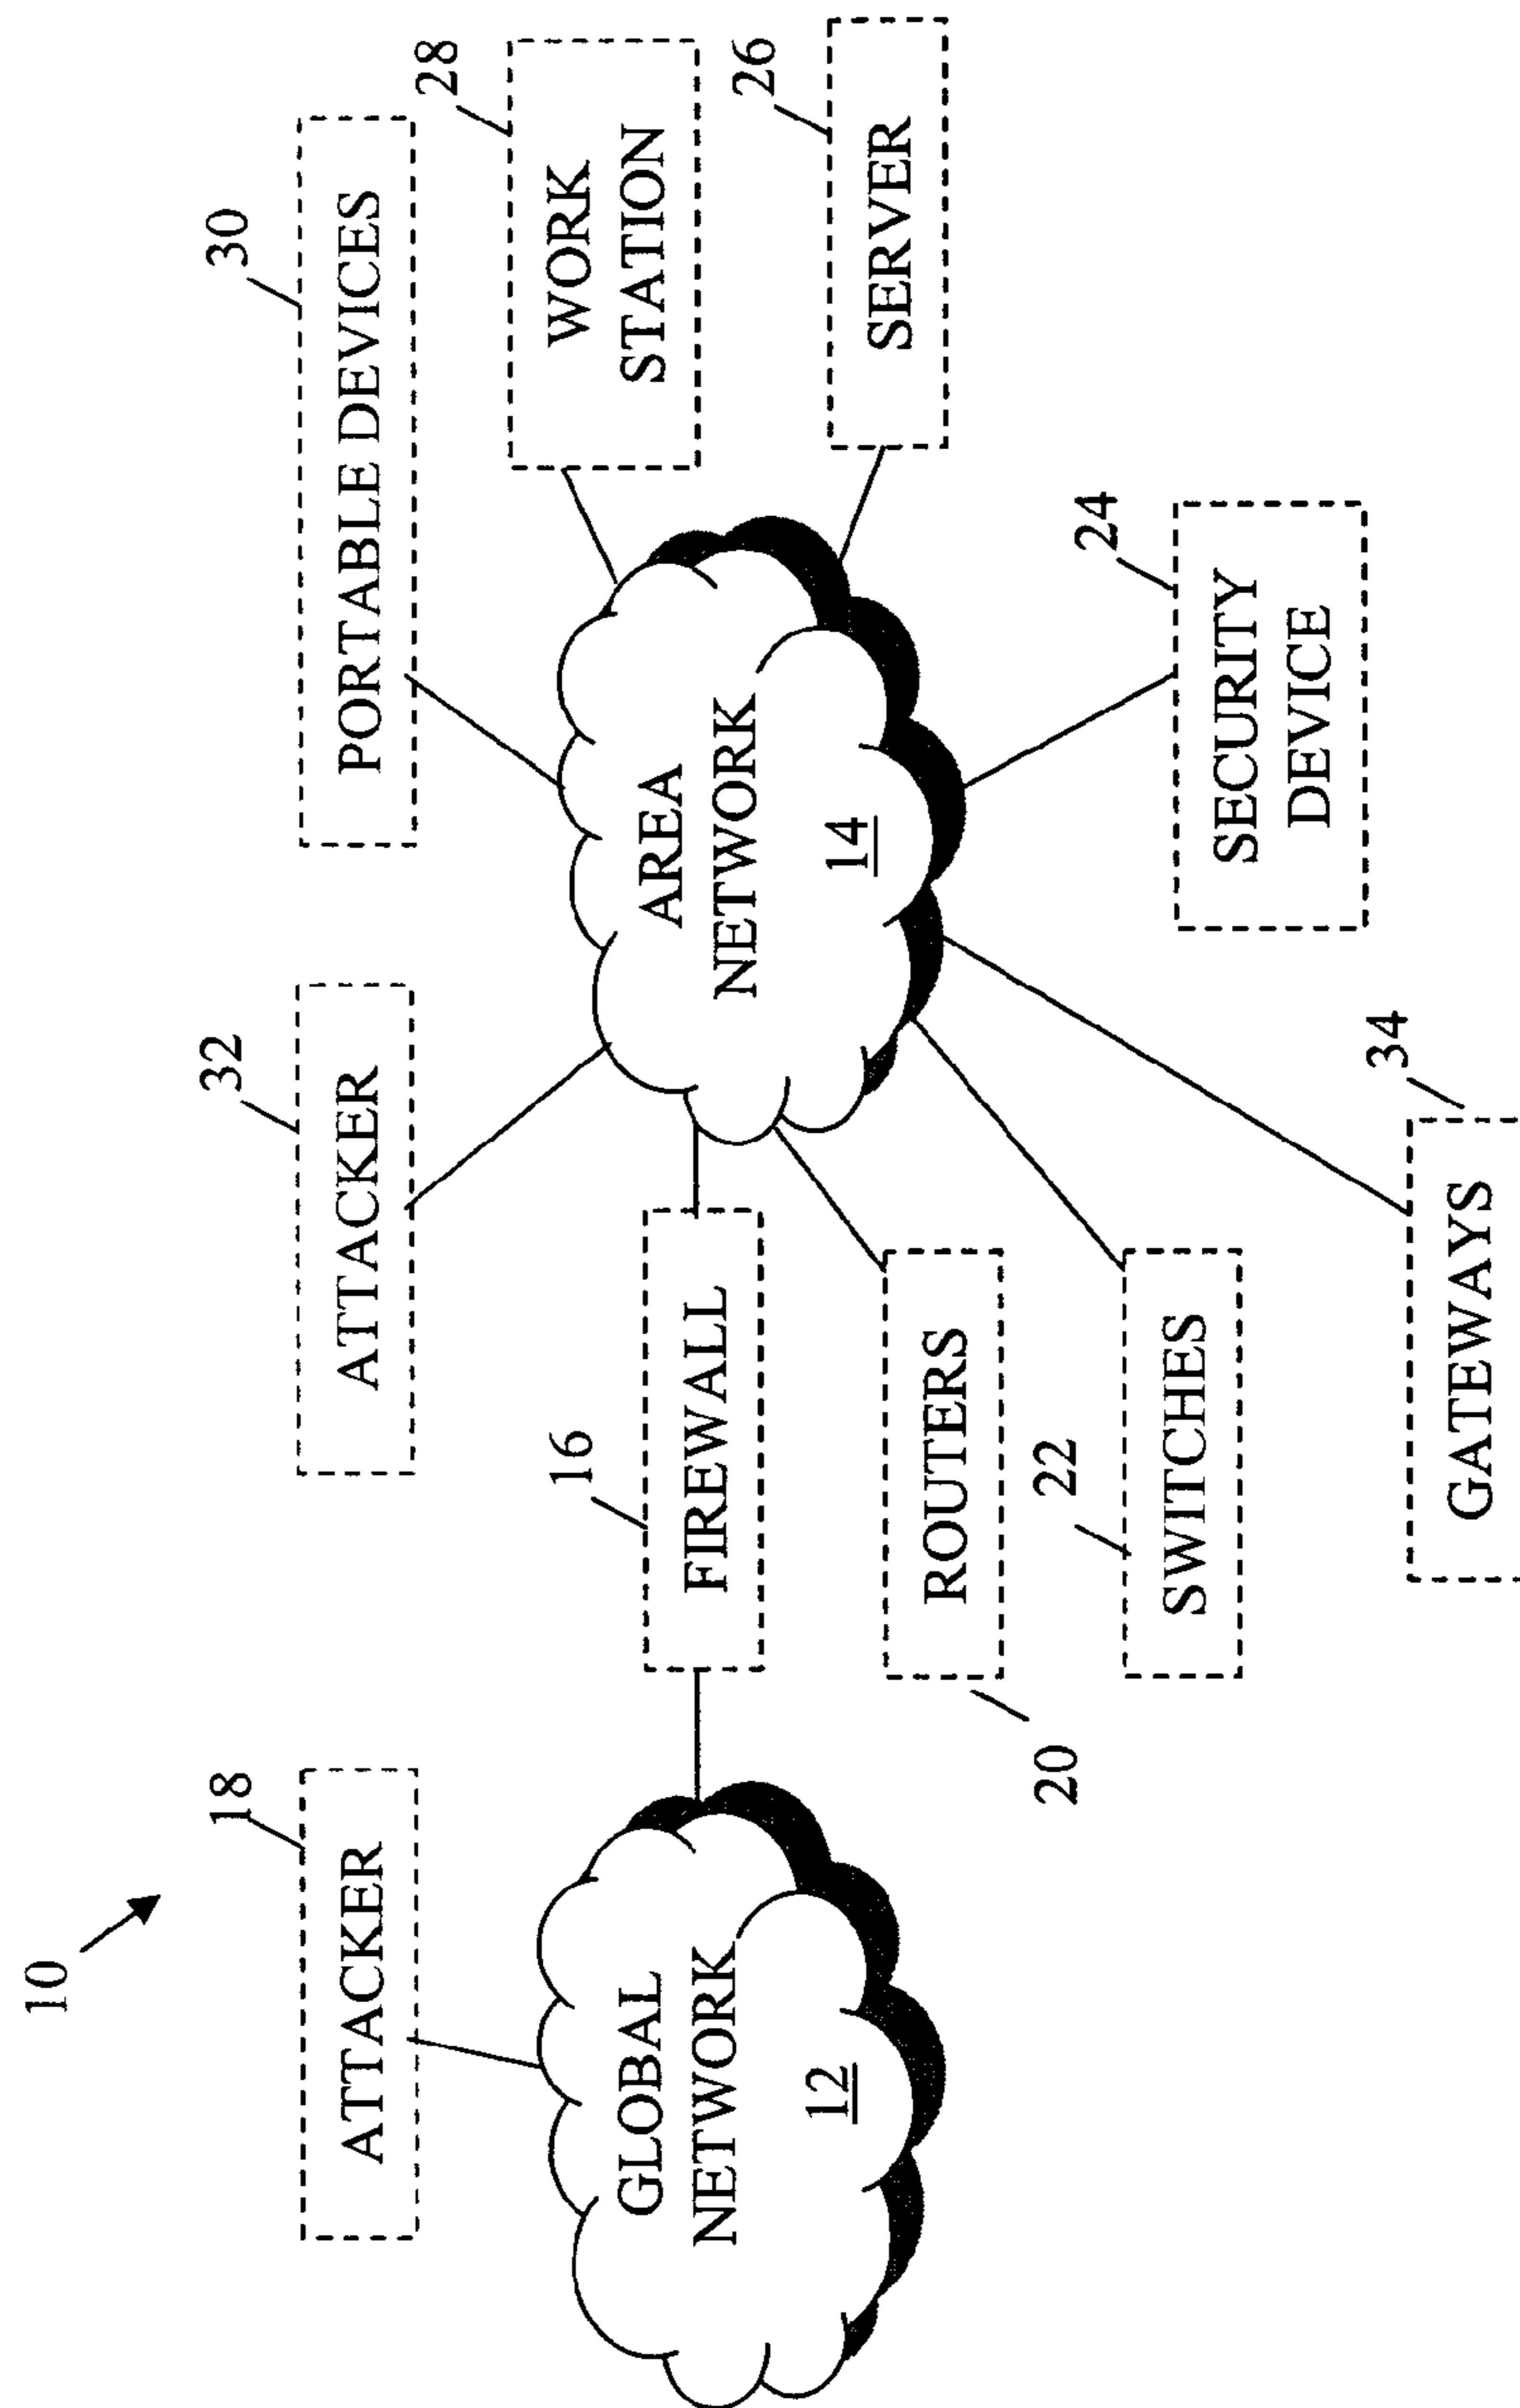 10
18
ATTACKER
32
ATTACKER
30
PORTABLE DEVICES
GLOBAL
NETWORK
12
16
FIREWALL
AREA
NETWORK
14
28
WORK
STATION
26
SERVER
20
ROUTERS
22
SWITCHES
24
SECURITY
DEVICE
34
GATEWAYS